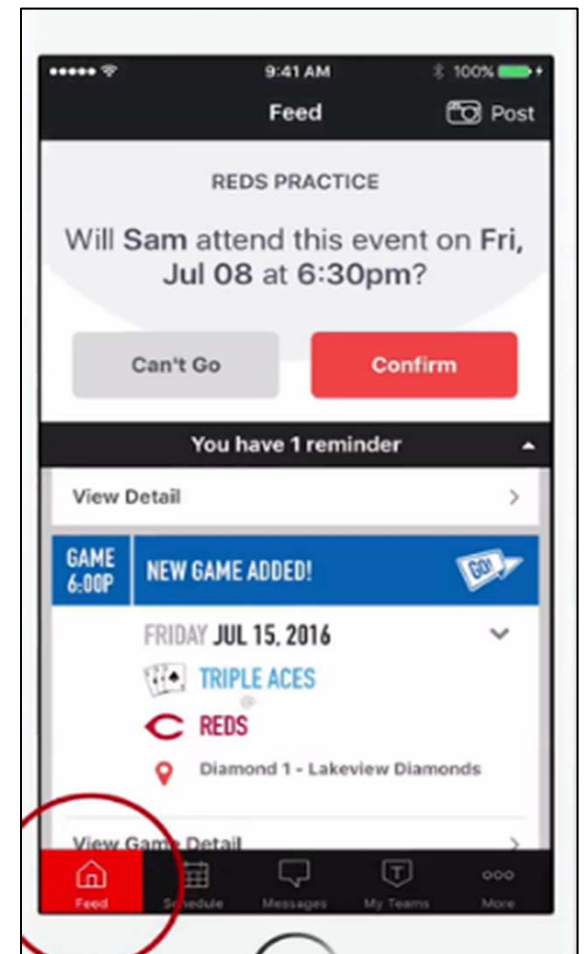 9:41 AM
100%
Feed
Post
REDS PRACTICE
Will Sam attend this event on Fri,
Jul 08 at 6:30pm?
Can't Go
Confirm
You have 1 reminder
View Detail
GAME
6:00P
NEW GAME ADDED!
GO!
FRIDAY JUL 15, 2016
TRIPLE ACES
@
REDS
Diamond 1 - Lakeview Diamonds
View Game Detail
Feed
Schedule
Messages
My Teams
More